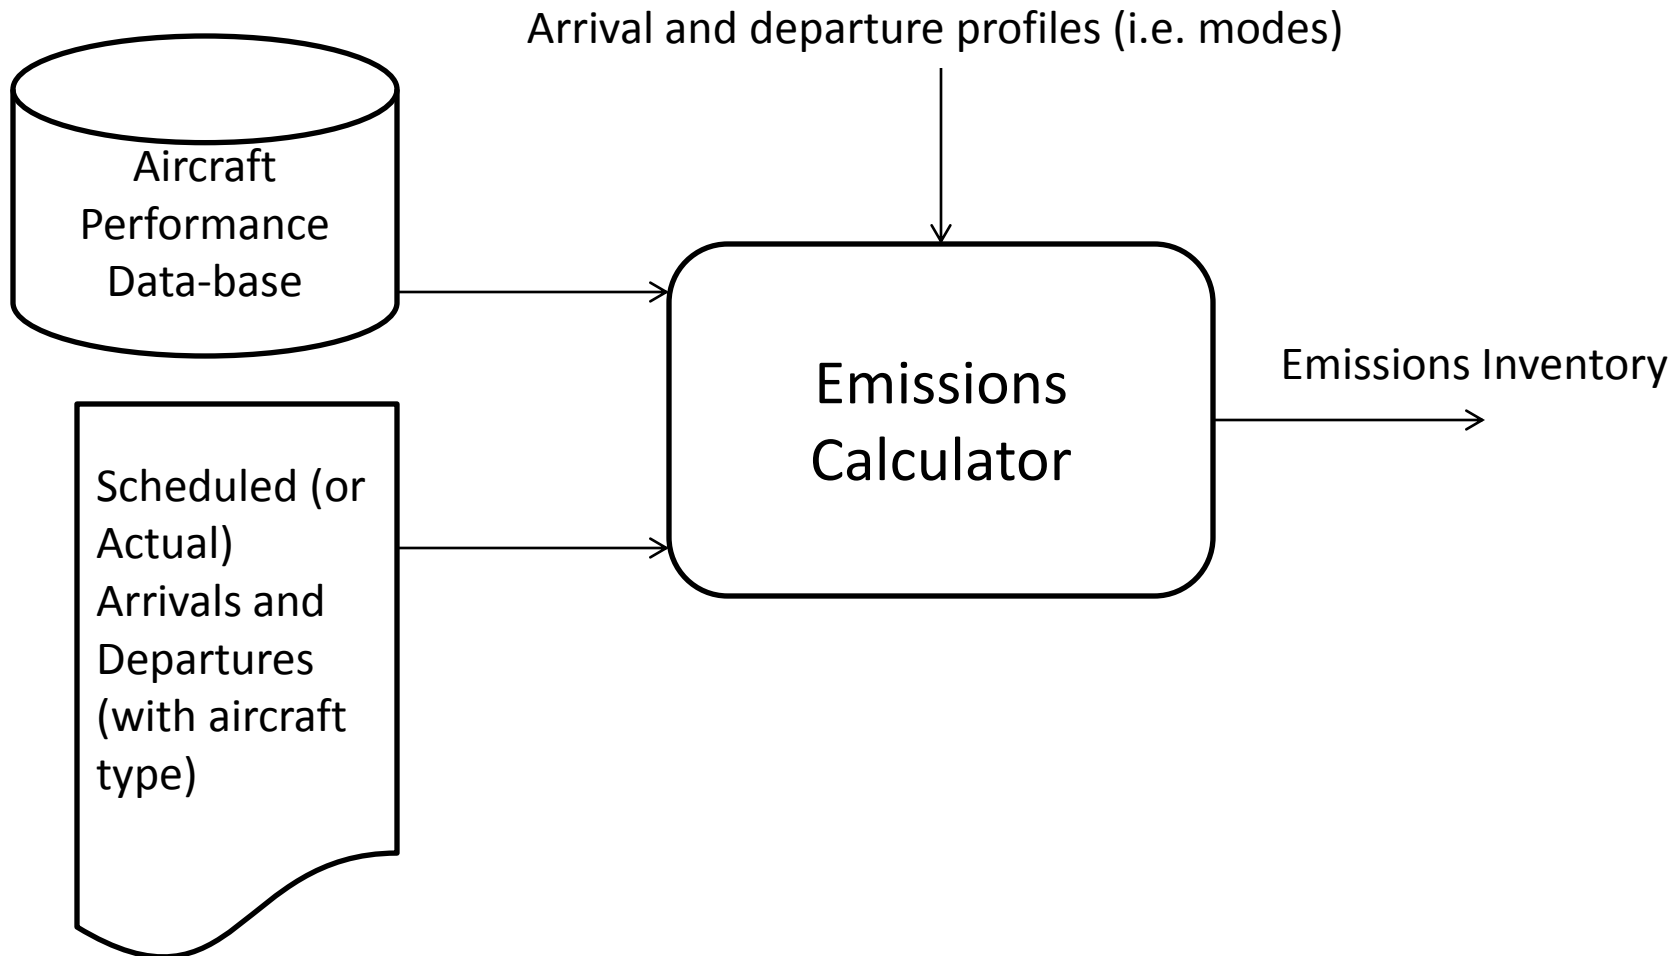 Arrival and departure profiles (i.e. modes)
Aircraft
Performance
Data-base
Emissions
Calculator
Emissions Inventory
Scheduled (or
Actual)
Arrivals and
Departures
(with aircraft
type)